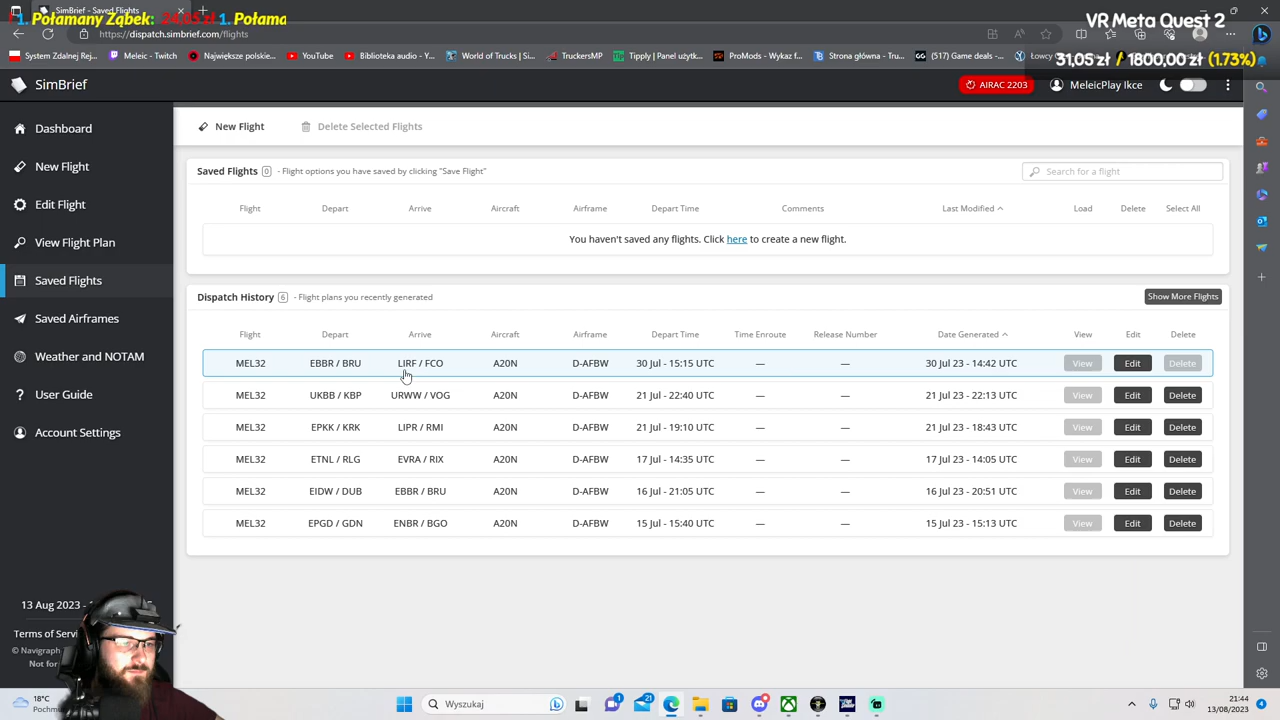 SimBrief - Saved Flights
1. Połamany Ząbek: 24,05 zł 1. Połama
VR Meta Quest 2
https://dispatch.simbrief.com/flights
Meleic - Twitch
Największe polskie...
YouTube
Biblioteka audio - Y...
World of Trucks | Si...
TruckersMP
Tipply | Panel użytk...
ProMods - Wykaz f...
Strona główna - Tru...
(517) Game deals -...
Łowcy
31,05 zł / 1800,00 zł (1.73%)
SimBrief
AIRAC 2203
MeleicPlay Ikce
Dashboard
New Flight
Edit Flight
View Flight Plan
Saved Flights
Saved Airframes
Weather and NOTAM
User Guide
Account Settings
13 Aug 2023 - 1
Terms of Servi
© Navigraph
Not for
New Flight
Delete Selected Flights
Saved Flights 0 - Flight options you have saved by clicking "Save Flight"
Search for a flight
Flight Depart Arrive Aircraft Airframe Depart Time Comments Last Modified Load Delete Select All
You haven't saved any flights. Click here to create a new flight.
Dispatch History 6 - Flight plans you recently generated
Show More Flights
Flight Depart Arrive Aircraft Airframe Depart Time Time Enroute Release Number Date Generated View Edit Delete
MEL32 EBBR / BRU LIRF / FCO A20N D-AFBW 30 Jul - 15:15 UTC — — 30 Jul 23 - 14:42 UTC View Edit Delete
MEL32 UKBB / KBP URWW / VOG A20N D-AFBW 21 Jul - 22:40 UTC — — 21 Jul 23 - 22:13 UTC View Edit Delete
MEL32 EPKK / KRK LIPR / RMI A20N D-AFBW 21 Jul - 19:10 UTC — — 21 Jul 23 - 18:43 UTC View Edit Delete
MEL32 ETNL / RLG EVRA / RIX A20N D-AFBW 17 Jul - 14:35 UTC — — 17 Jul 23 - 14:05 UTC View Edit Delete
MEL32 EIDW / DUB EBBR / BRU A20N D-AFBW 16 Jul - 21:05 UTC — — 16 Jul 23 - 20:51 UTC View Edit Delete
MEL32 EPGD / GDN ENBR / BGO A20N D-AFBW 15 Jul - 15:40 UTC — — 15 Jul 23 - 15:13 UTC View Edit Delete
18°C
Pochmu
Wyszukaj
1
21
21:44
13/08/2023
4